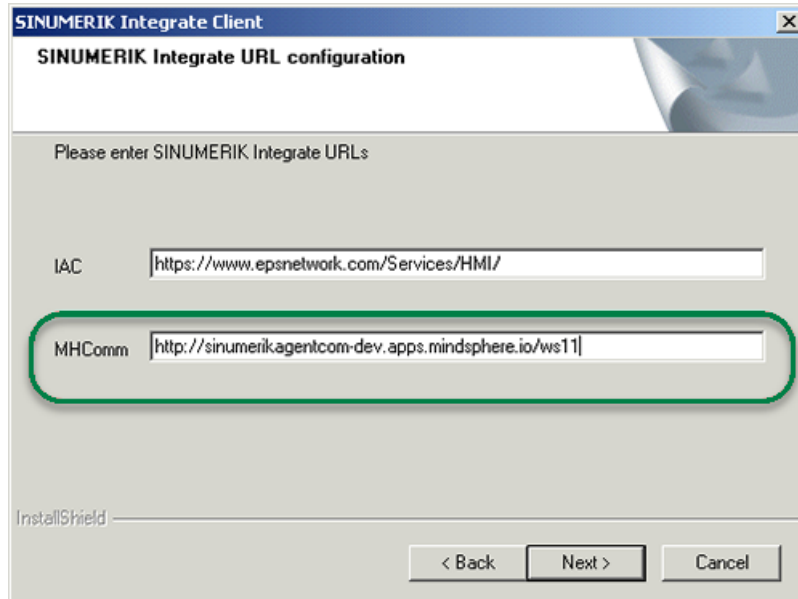 SINUMERIK Integrate Client
SINUMERIK Integrate URL configuration
Please enter SINUMERIK Integrate URLs
IAC https://www.epsnetwork.com/Services/HMI/
MHComm http://sinumerikagentcom-dev.apps.mindsphere.io/ws11
InstallShield
< Back Next > Cancel